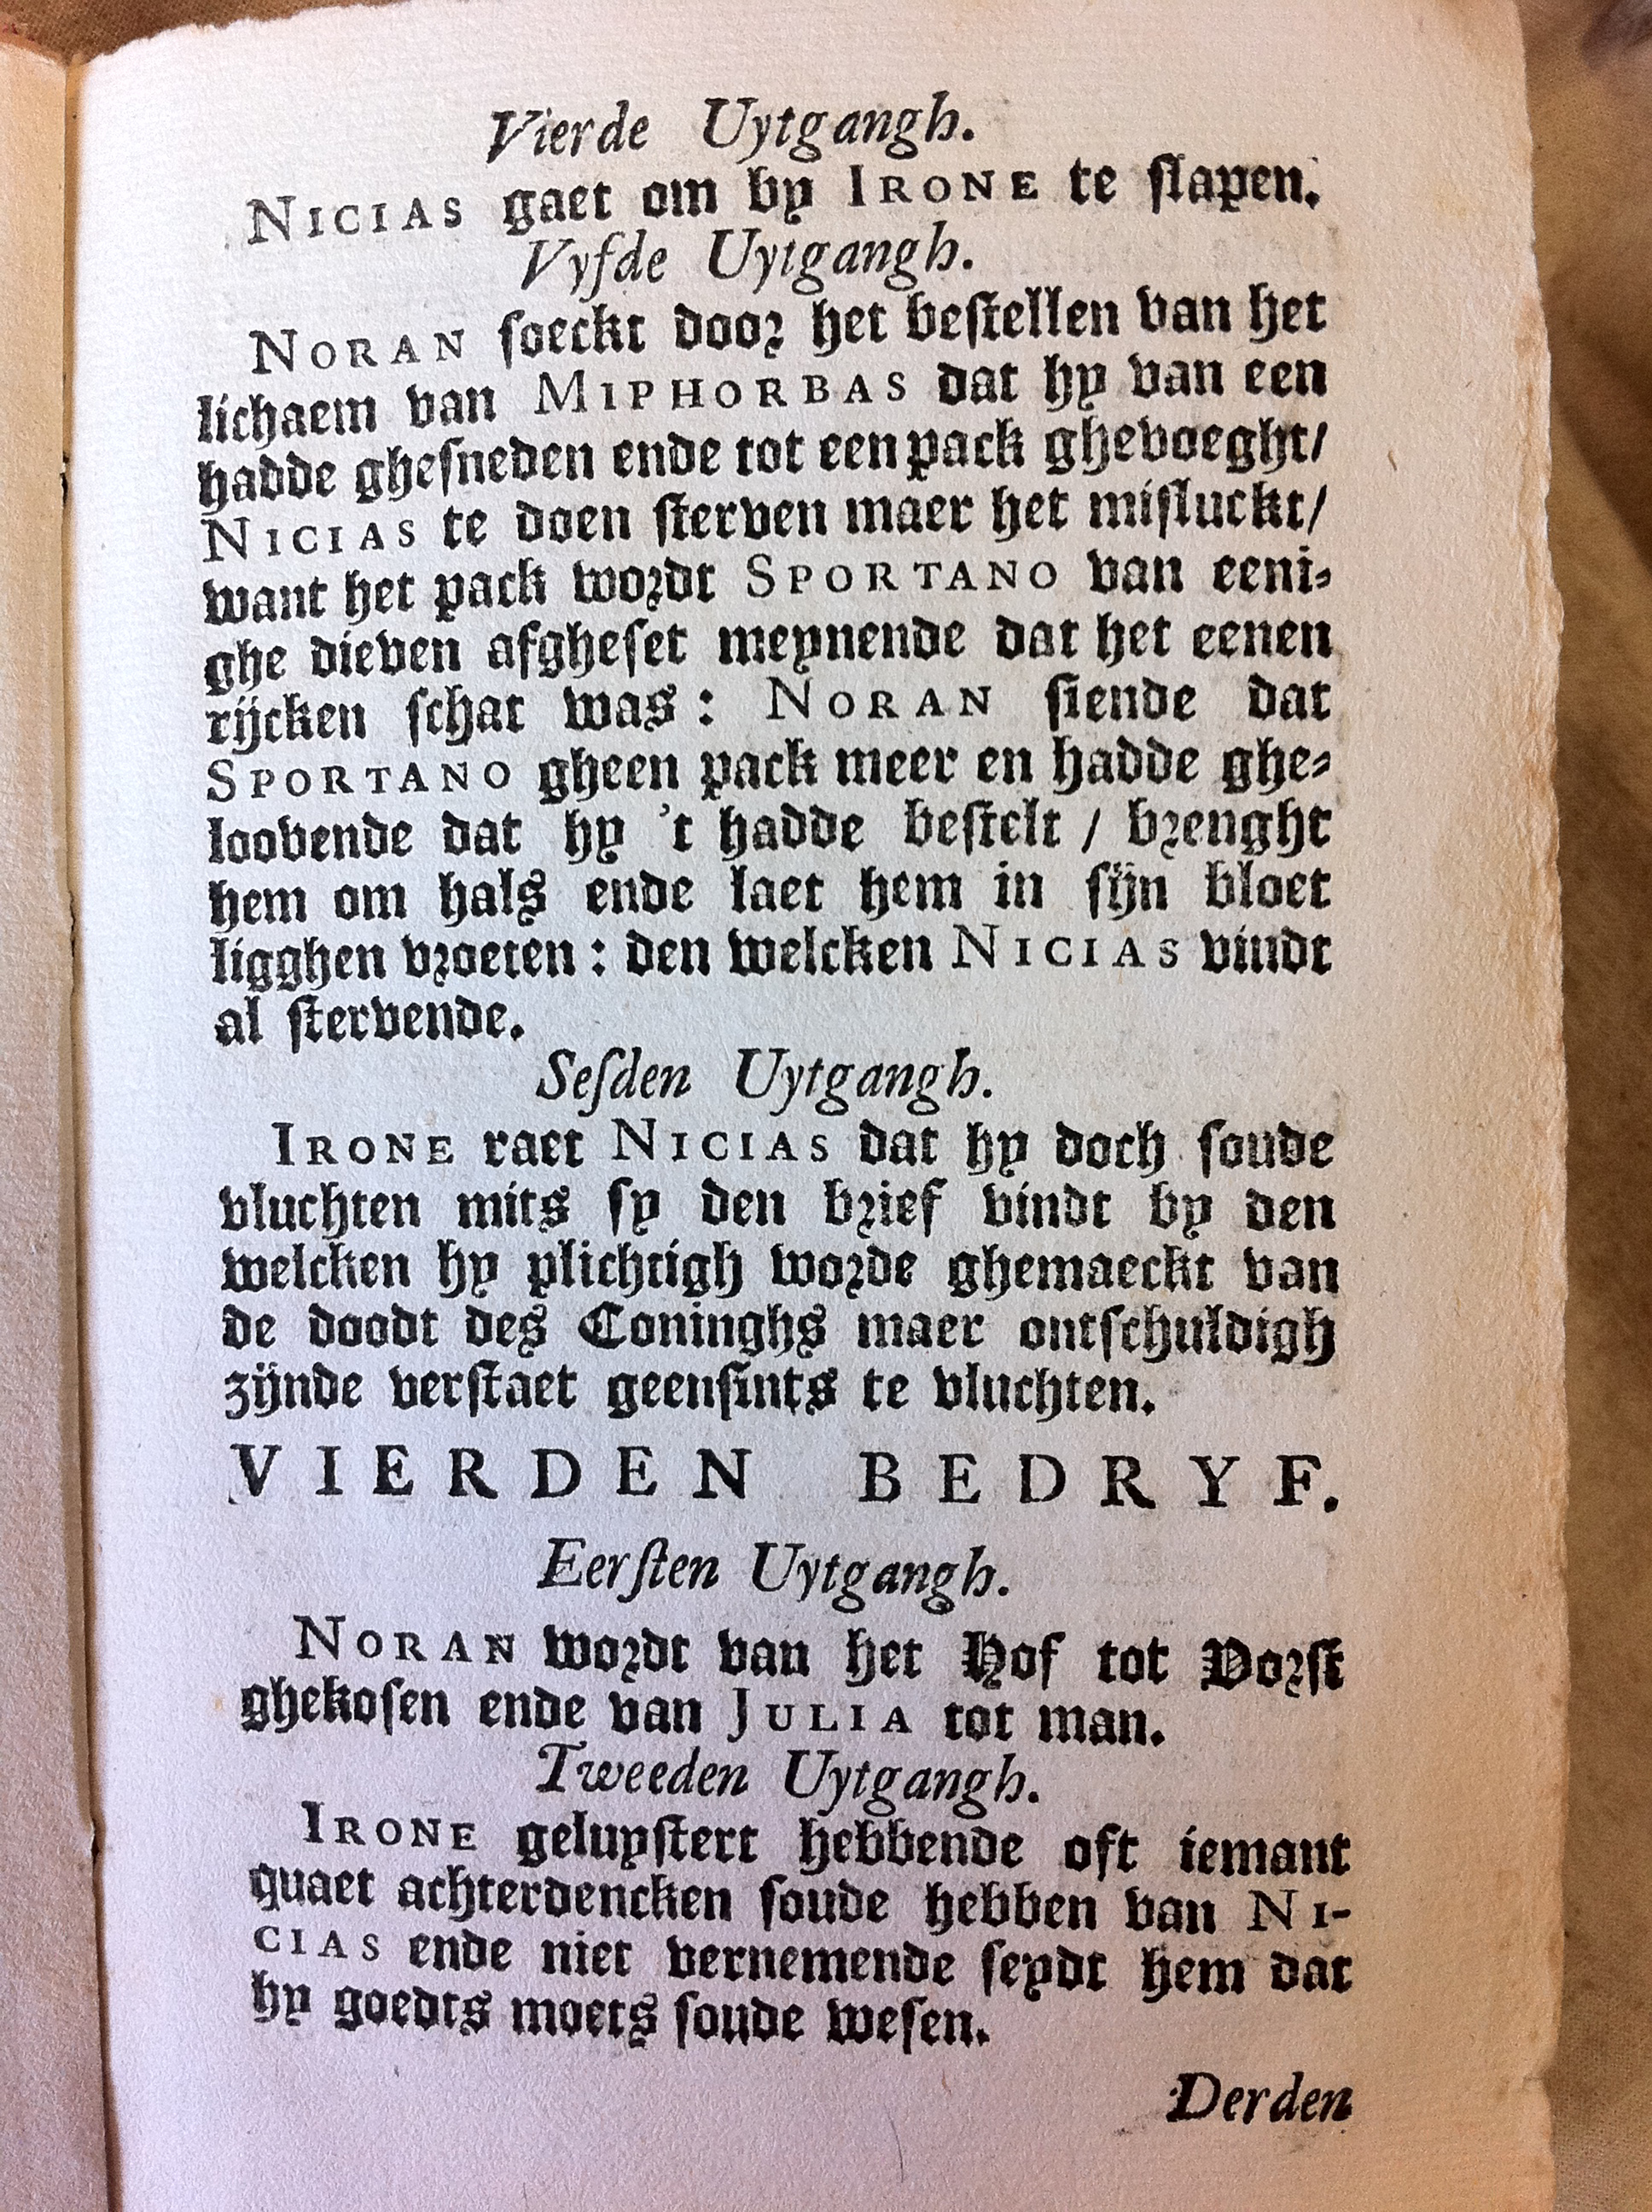 Vierde Uytgangh.
NICIAS gaet om by IRONE te slapen.
Vyfde Uytgangh.
NORAN soeckt door het bestellen van het
lichaem van MIPHORBAS dat hy van een
hadde ghesneden ende tot een pack ghevoeght/
NICIAS te doen sterven maer het misluckt/
want het pack wordt SPORTANO van eeni-
ghe dieven afgheset meynende dat het eenen
rijcken schat was: NORAN siende dat
SPORTANO gheen pack meer en hadde ghe-
loovende dat hy 't hadde bestelt / brenght
hem om hals ende laet hem in sijn bloet
ligghen vroeten: den welcken NICIAS vindt
al stervende.
Sesden Uytgangh.
IRONE raet NICIAS dat hy doch soude
vluchten mits sy den brief vindt by den
welcken hy plichtigh worde ghemaeckt van
de doodt des Coninghs maer ontschuldigh
zijnde verstaet geensints te vluchten.
VIERDEN BEDRYF.
Eersten Uytgangh.
NORAN wordt van het Hof tot Vorst
ghekosen ende van JULIA tot man.
Tweeden Uytgangh.
IRONE geluystert hebbende oft iemant
quaet achterdencken soude hebben van NI-
CIAS ende niet vernemende seydt hem dat
hy goedts moets soude wesen.
Derden